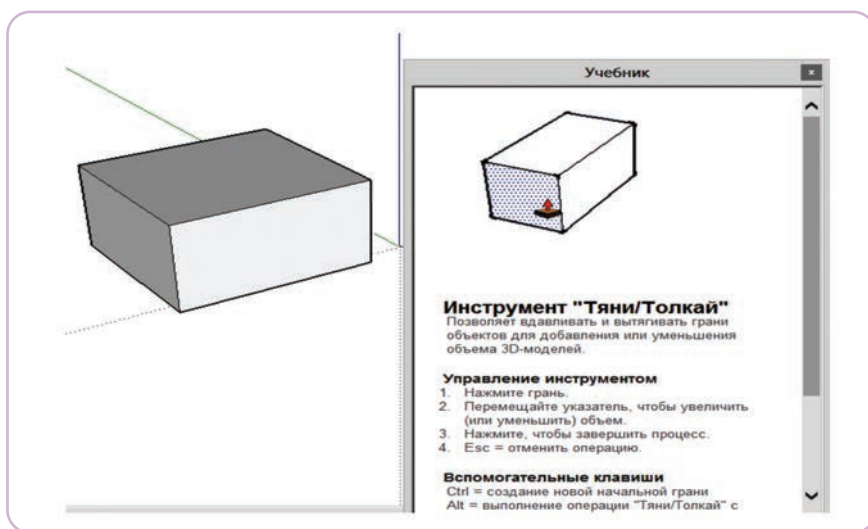 Учебник
Инструмент "Тяни/Толкай"
Позволяет вдавливать и вытягивать грани
объектов для добавления или уменьшения
объема 3D-моделей.
Управление инструментом
1. Нажмите грань.
2. Перемещайте указатель, чтобы увеличить
(или уменьшить) объем.
3. Нажмите, чтобы завершить процесс.
4. Esc = отменить операцию.
Вспомогательные клавиши
Ctrl = создание новой начальной грани
Alt = выполнение операции "Тяни/Толкай" с